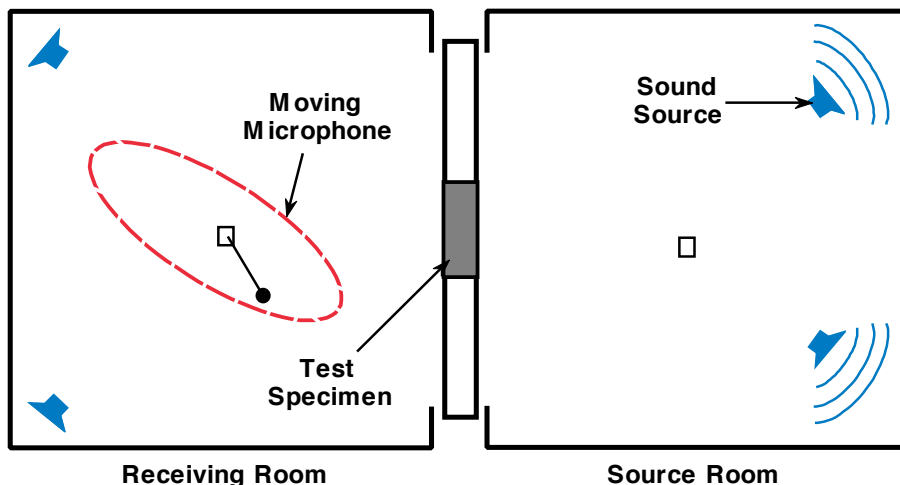 Moving
Microphone
Sound
Source
Test
Specimen
Receiving Room
Source Room